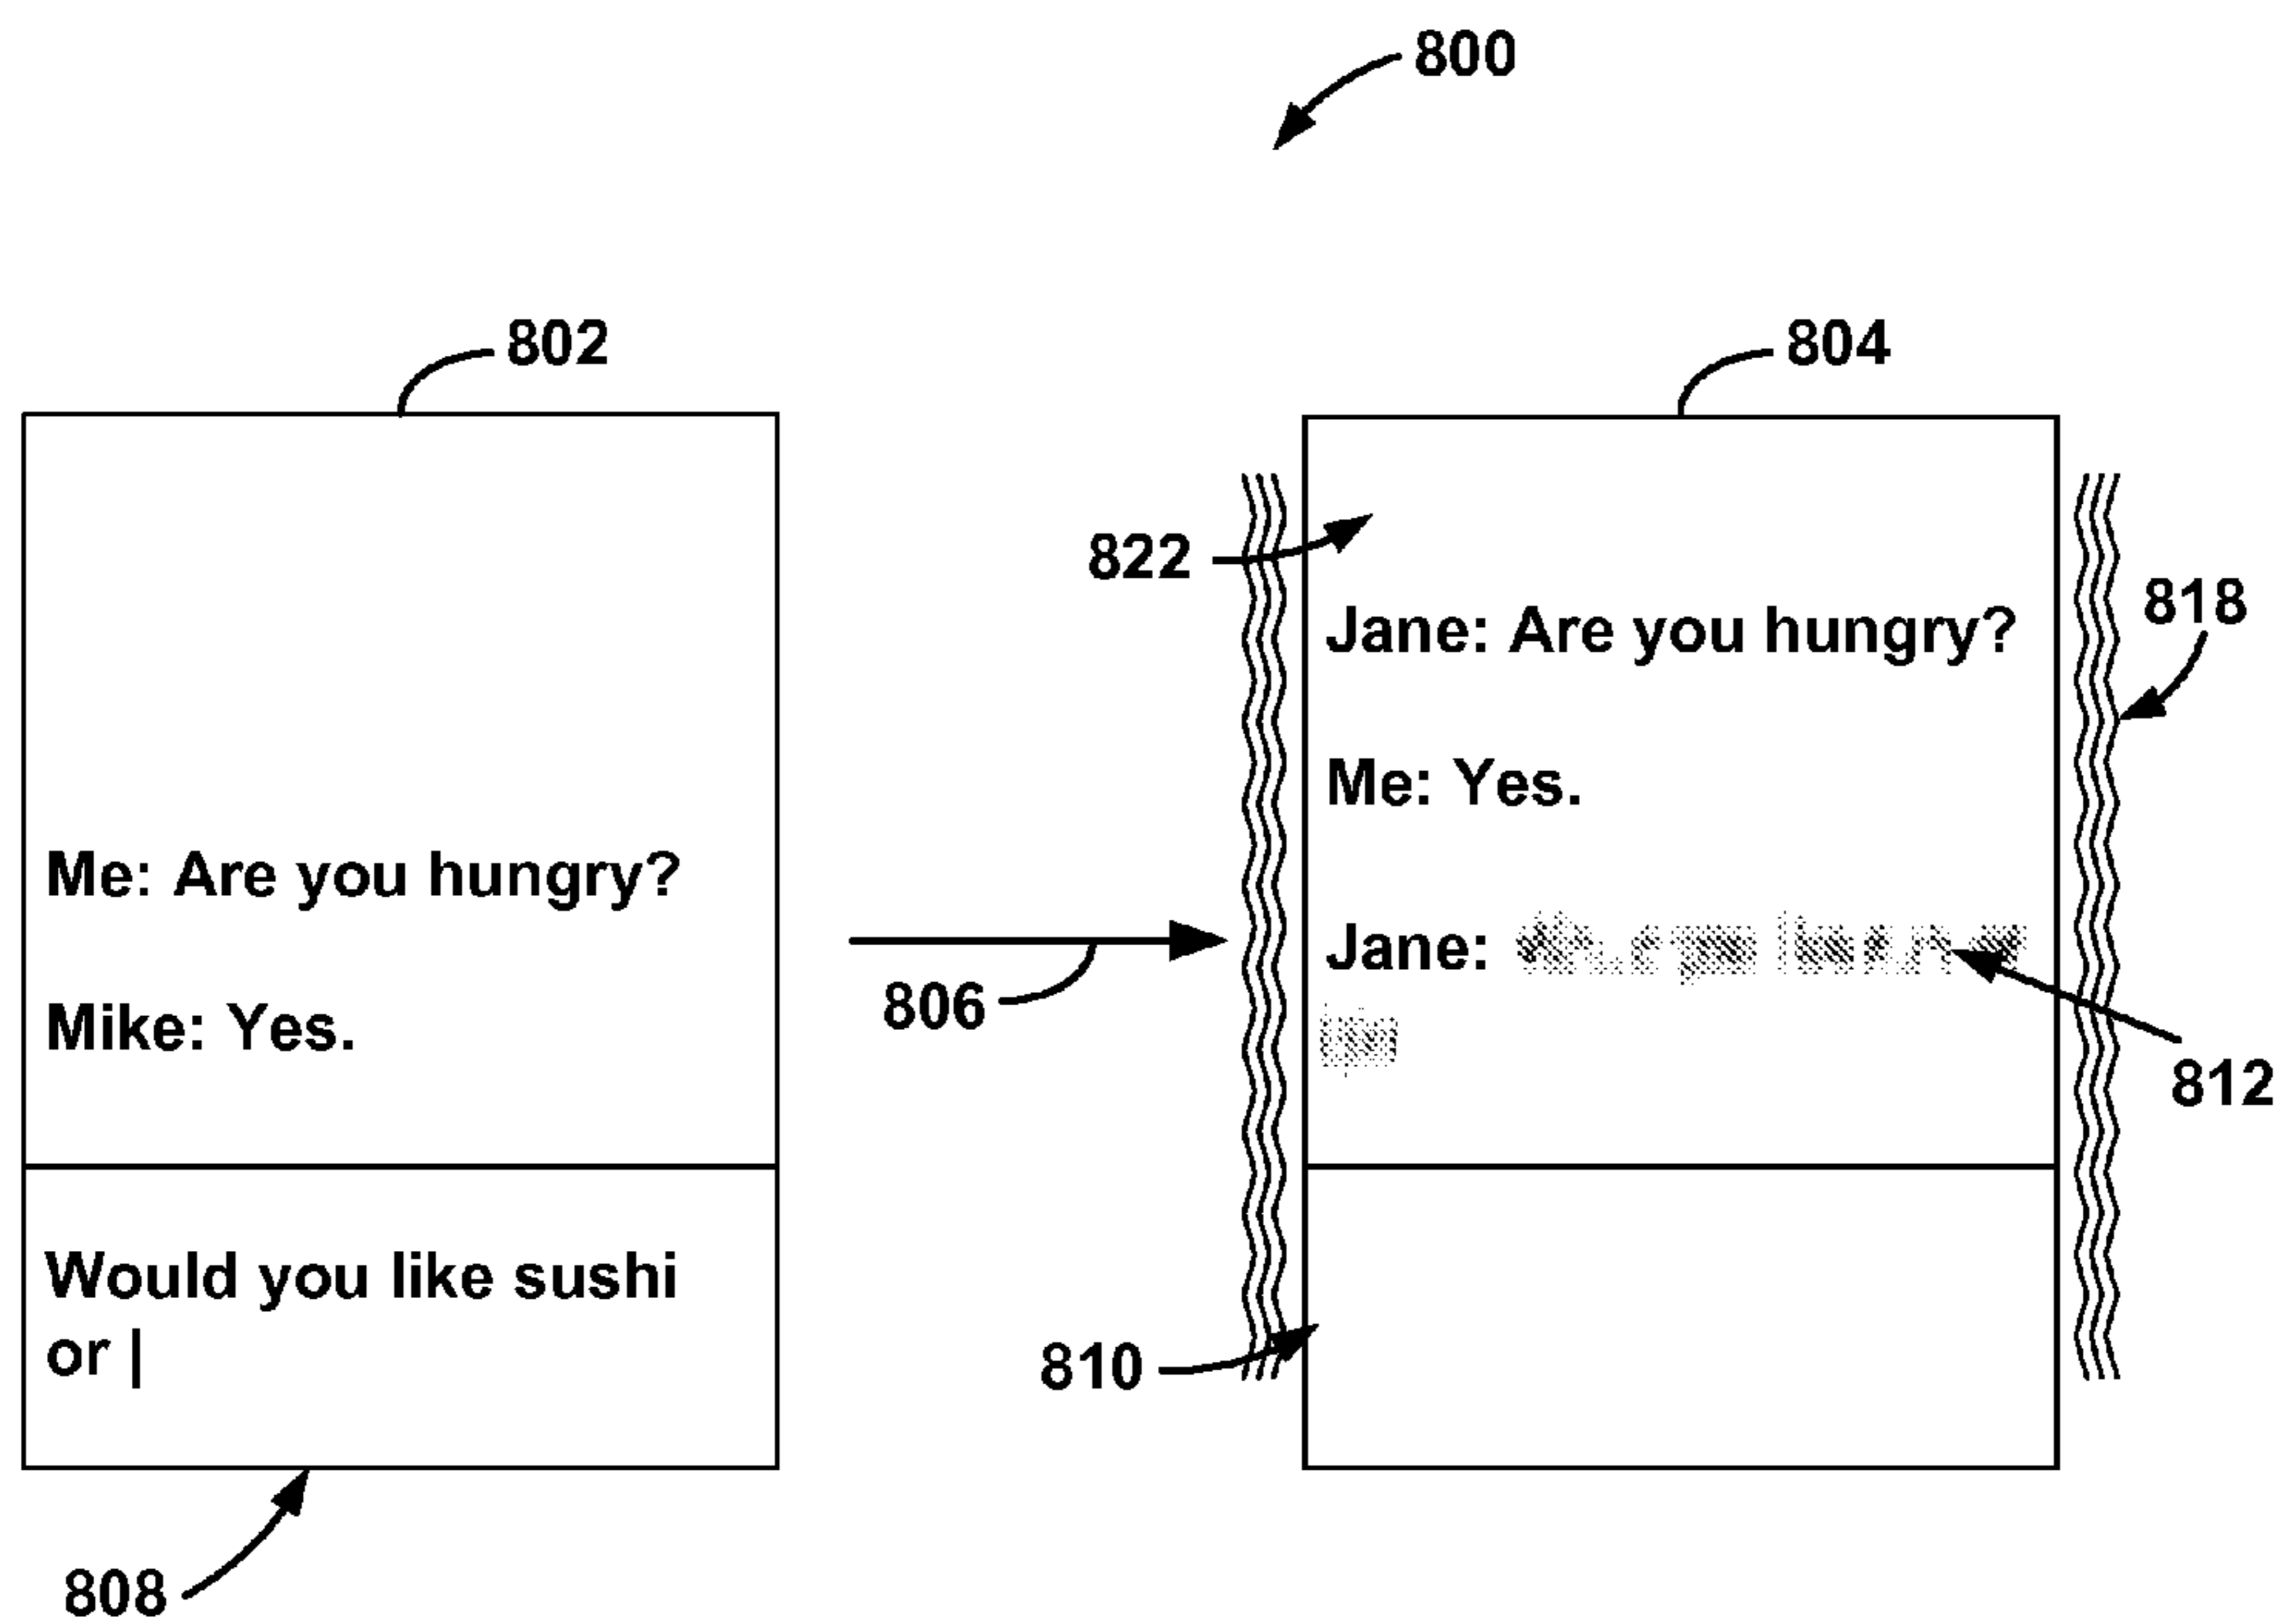 800
802
804
822
818
Jane: Are you hungry?
Me: Yes.
Me: Are you hungry?
Jane:
806
Mike: Yes.
812
Would you like sushi
or |
810
808